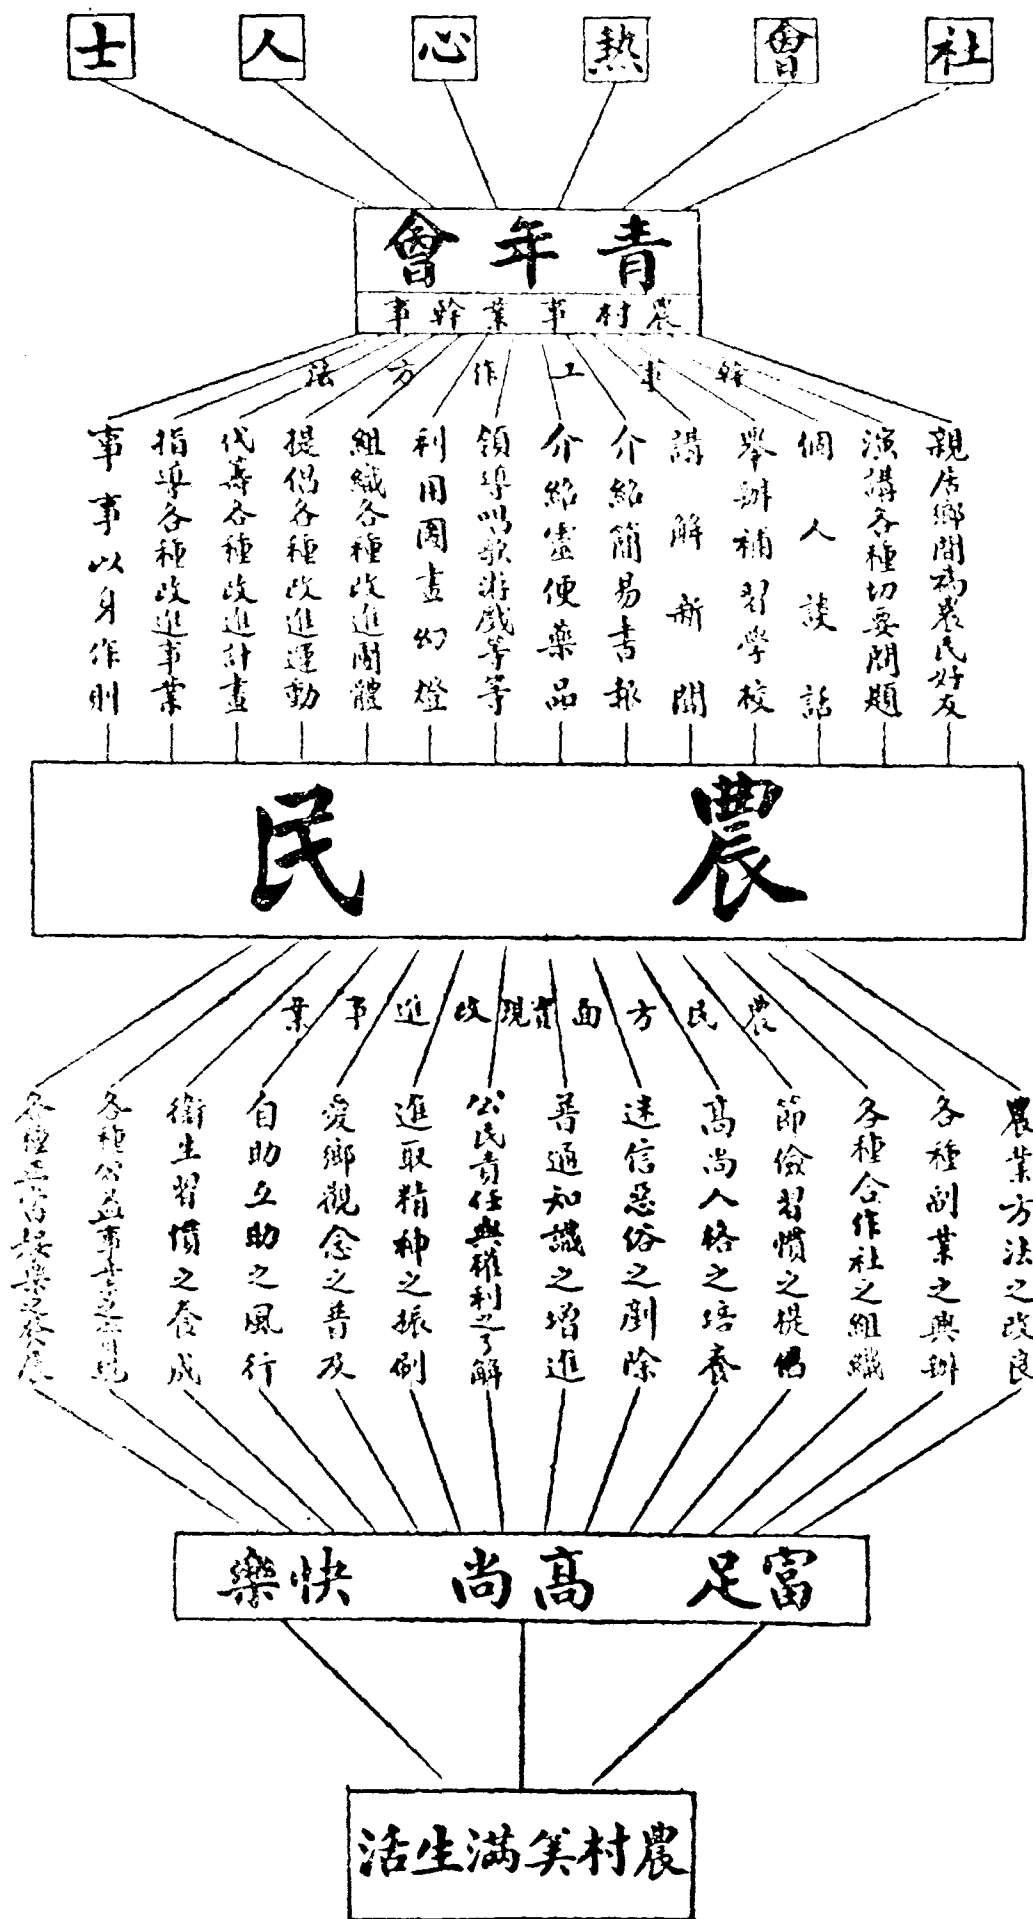 社會熱心人士
青年會
農村事業幹事
幹事工作方法
親居鄉間為農民好友
演講各種切要問題
個人談話
舉辦補習學校
講解新聞
介紹簡易書報
介紹靈便藥品
領導唱歌游戲等等
利用圖畫幻燈
組織各種改進團體
提倡各種改進運動
代籌各種改進計畫
指導各種改進事業
事事以身作則
農民
農民方面實現改進事業
農業方法之改良
各種副業之興辦
各種合作社之組織
節儉習慣之提倡
高尚人格之培養
迷信惡俗之剷除
普通知識之增進
公民責任與權利之了解
進取精神之振刷
愛鄉觀念之普及
自助互助之風行
衛生習慣之養成
各種公益事業之實現
各種正當娛樂之發展
富足 高尚 快樂
農村美滿生活